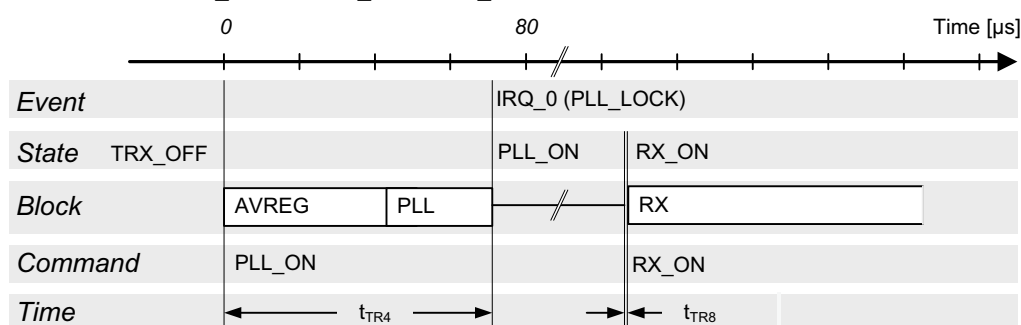 0 80 Time [µs]
Event IRQ_0 (PLL_LOCK)
State TRX_OFF PLL_ON RX_ON
Block AVREG PLL RX
Command PLL_ON RX_ON
Time tTR4 tTR8